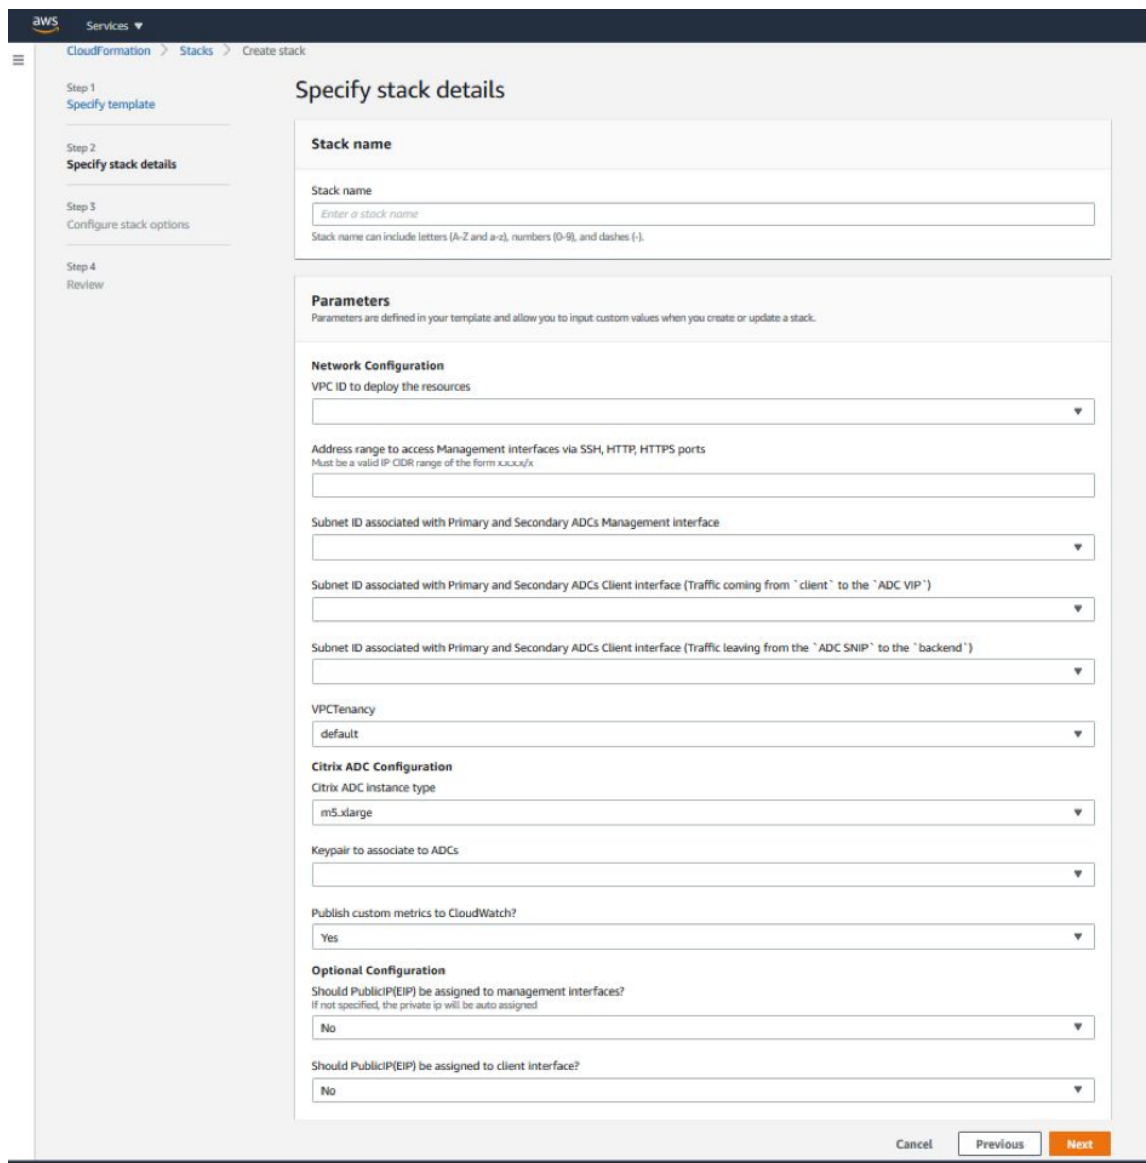 aws Services ▼
CloudFormation > Stacks > Create stack
Step 1
Specify template
Step 2
Specify stack details
Step 3
Configure stack options
Step 4
Review
Specify stack details
Stack name
Stack name
Enter a stack name
Stack name can include letters (A-Z and a-z), numbers (0-9), and dashes (-).
Parameters
Parameters are defined in your template and allow you to input custom values when you create or update a stack.
Network Configuration
VPC ID to deploy the resources
Address range to access Management interfaces via SSH, HTTP, HTTPS ports
Must be a valid IP CIDR range of the form x.x.x.x/x
Subnet ID associated with Primary and Secondary ADCs Management interface
Subnet ID associated with Primary and Secondary ADCs Client interface (Traffic coming from `client` to the `ADC VIP`)
Subnet ID associated with Primary and Secondary ADCs Client interface (Traffic leaving from the `ADC SNIP` to the `backend`)
VPCTenancy
default
Citrix ADC Configuration
Citrix ADC instance type
m5.xlarge
Keypair to associate to ADCs
Publish custom metrics to CloudWatch?
Yes
Optional Configuration
Should PublicIP(EIP) be assigned to management interfaces?
If not specified, the private ip will be auto assigned
No
Should PublicIP(EIP) be assigned to client interface?
No
Cancel Previous Next